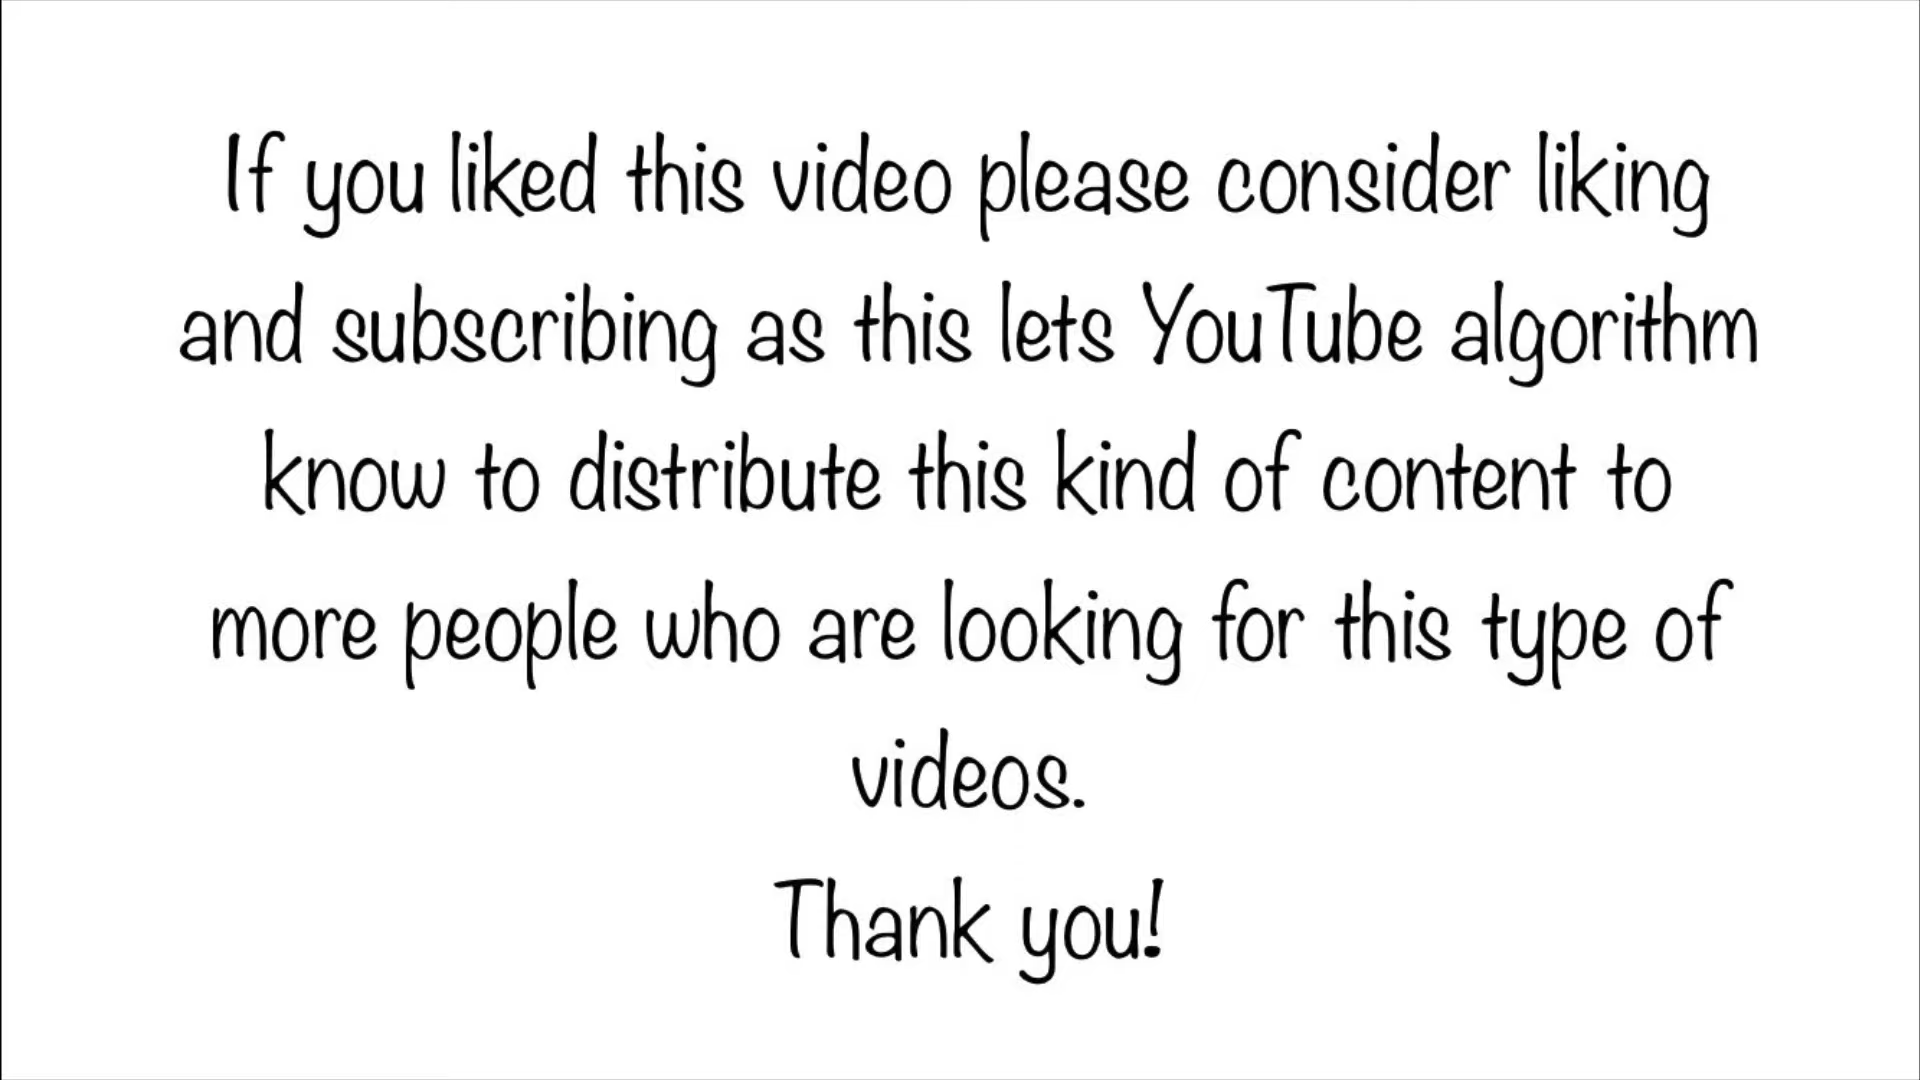 If you liked this video please consider liking
and subscribing as this lets YouTube algorithm
know to distribute this kind of content to
more people who are looking for this type of
videos.
Thank you!